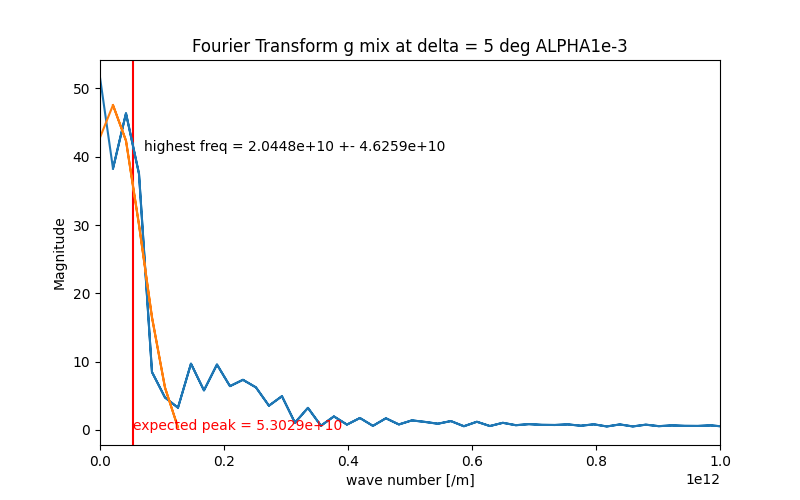 Fourier Transform g mix at delta = 5 deg ALPHA1e-3
50
highest freq = 2.0448e+10 +- 4.6259e+10
40
30
Magnitude
20
10
expected peak = 5.3029e+10
0
0.0 0.2 0.4 0.6 0.8 1.0
wave number [/m]
1e12